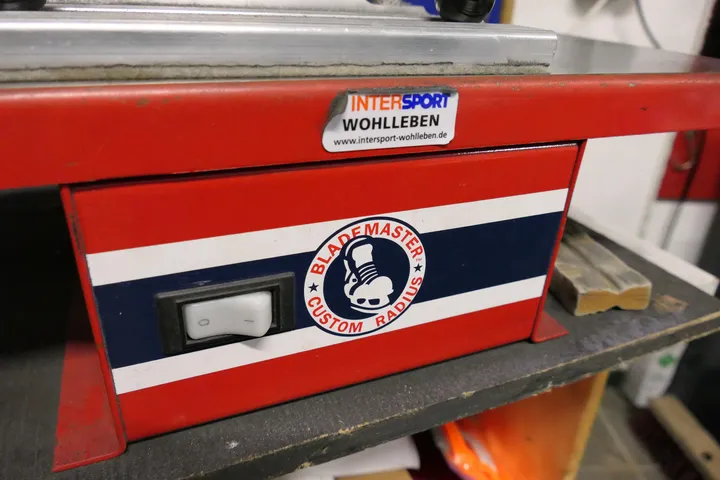 INTERSPORT
WOHLLEBEN
www.intersport-wohlleben.de
BLADEMASTER
CUSTOM RADIUS